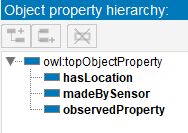 Object property hierarchy:
owl:topObjectProperty
hasLocation
madeBySensor
observedProperty